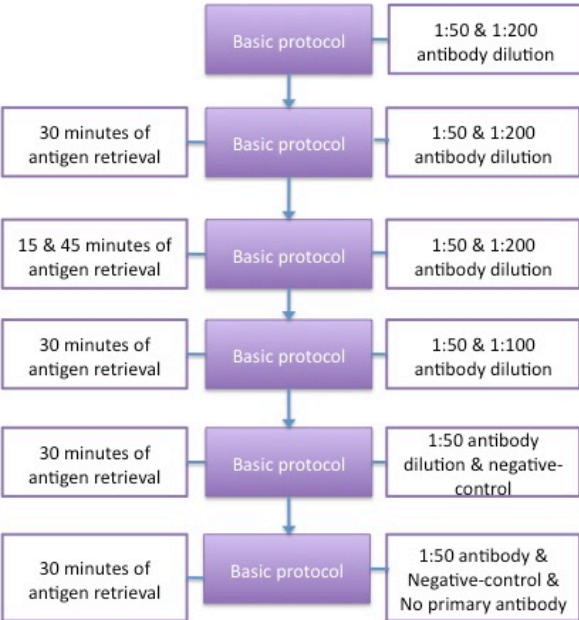 Basic protocol
1:50 & 1:200
antibody dilution
30 minutes of
antigen retrieval
Basic protocol
1:50 & 1:200
antibody dilution
15 & 45 minutes of
antigen retrieval
Basic protocol
1:50 & 1:200
antibody dilution
30 minutes of
antigen retrieval
Basic protocol
1:50 & 1:100
antibody dilution
30 minutes of
antigen retrieval
Basic protocol
1:50 antibody
dilution & negative-
control
30 minutes of
antigen retrieval
Basic protocol
1:50 antibody &
Negative-control &
No primary antibody